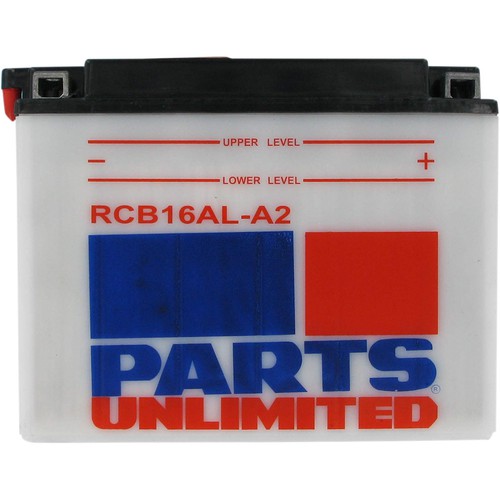 UPPER LEVEL
- +
LOWER LEVEL
RCB16AL-A2
PARTS
UNLIMITED®